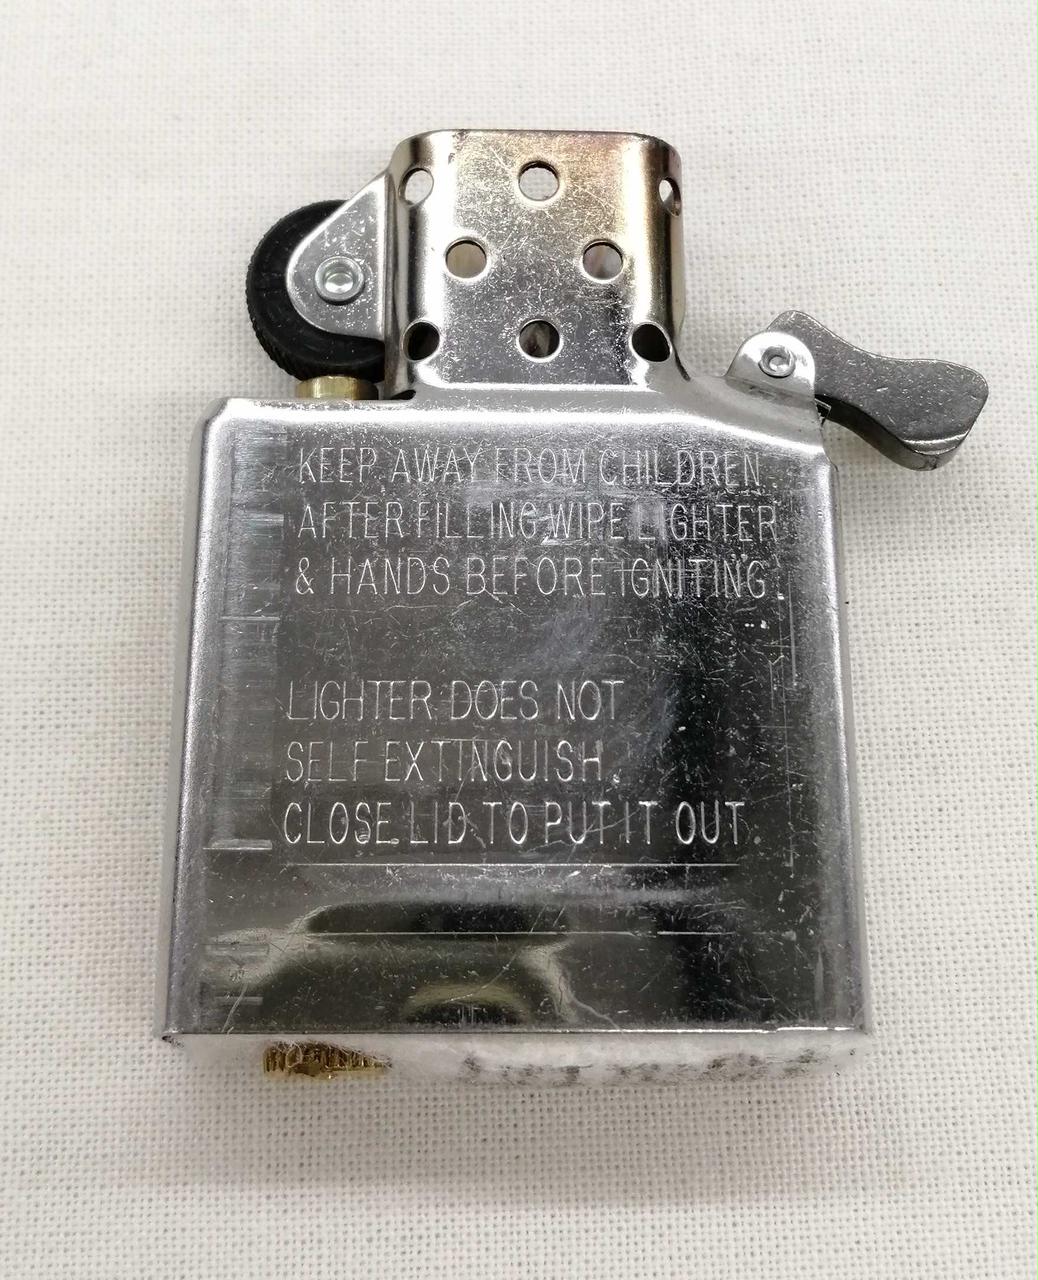 KEEP AWAY FROM CHILDREN.
AFTER FILLING WIPE LIGHTER
& HANDS BEFORE IGNITING.
LIGHTER DOES NOT
SELF EXTINGUISH.
CLOSE LID TO PUT IT OUT.